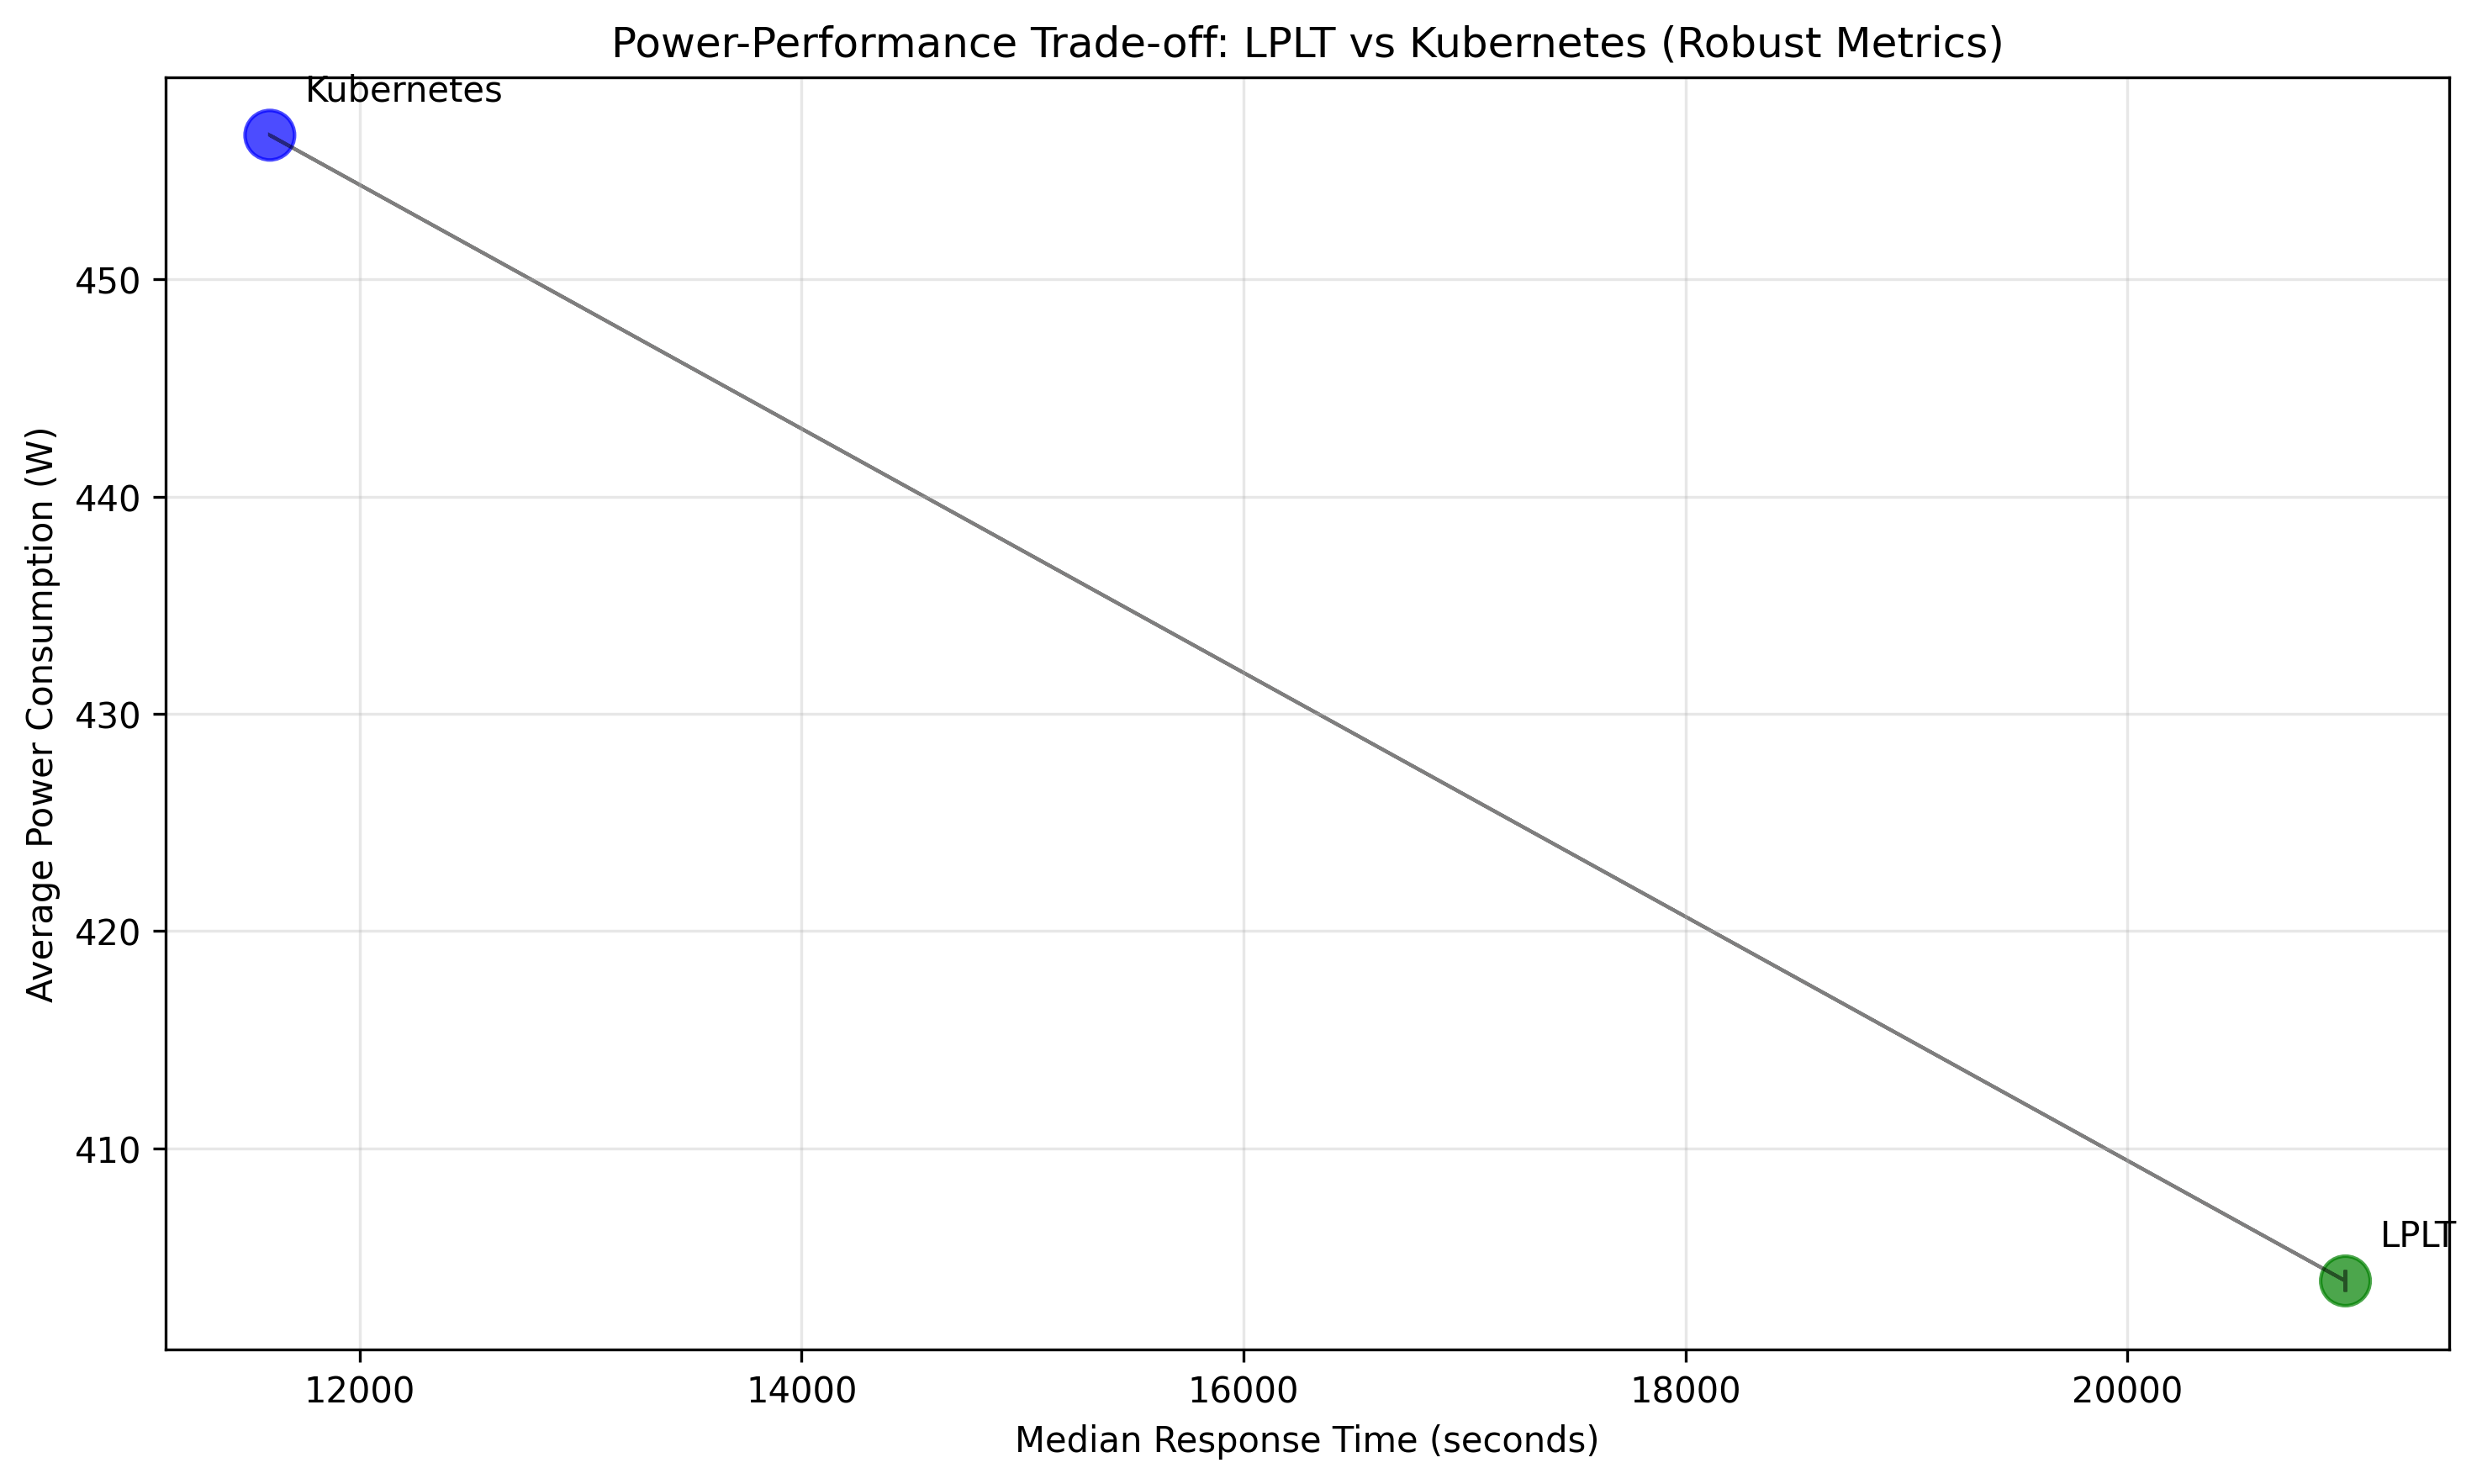 Power-Performance Trade-off: LPLT vs Kubernetes (Robust Metrics)
Kubernetes
450
440
430
420
410
Average Power Consumption (W)
LPLT
12000
14000
16000
18000
20000
Median Response Time (seconds)